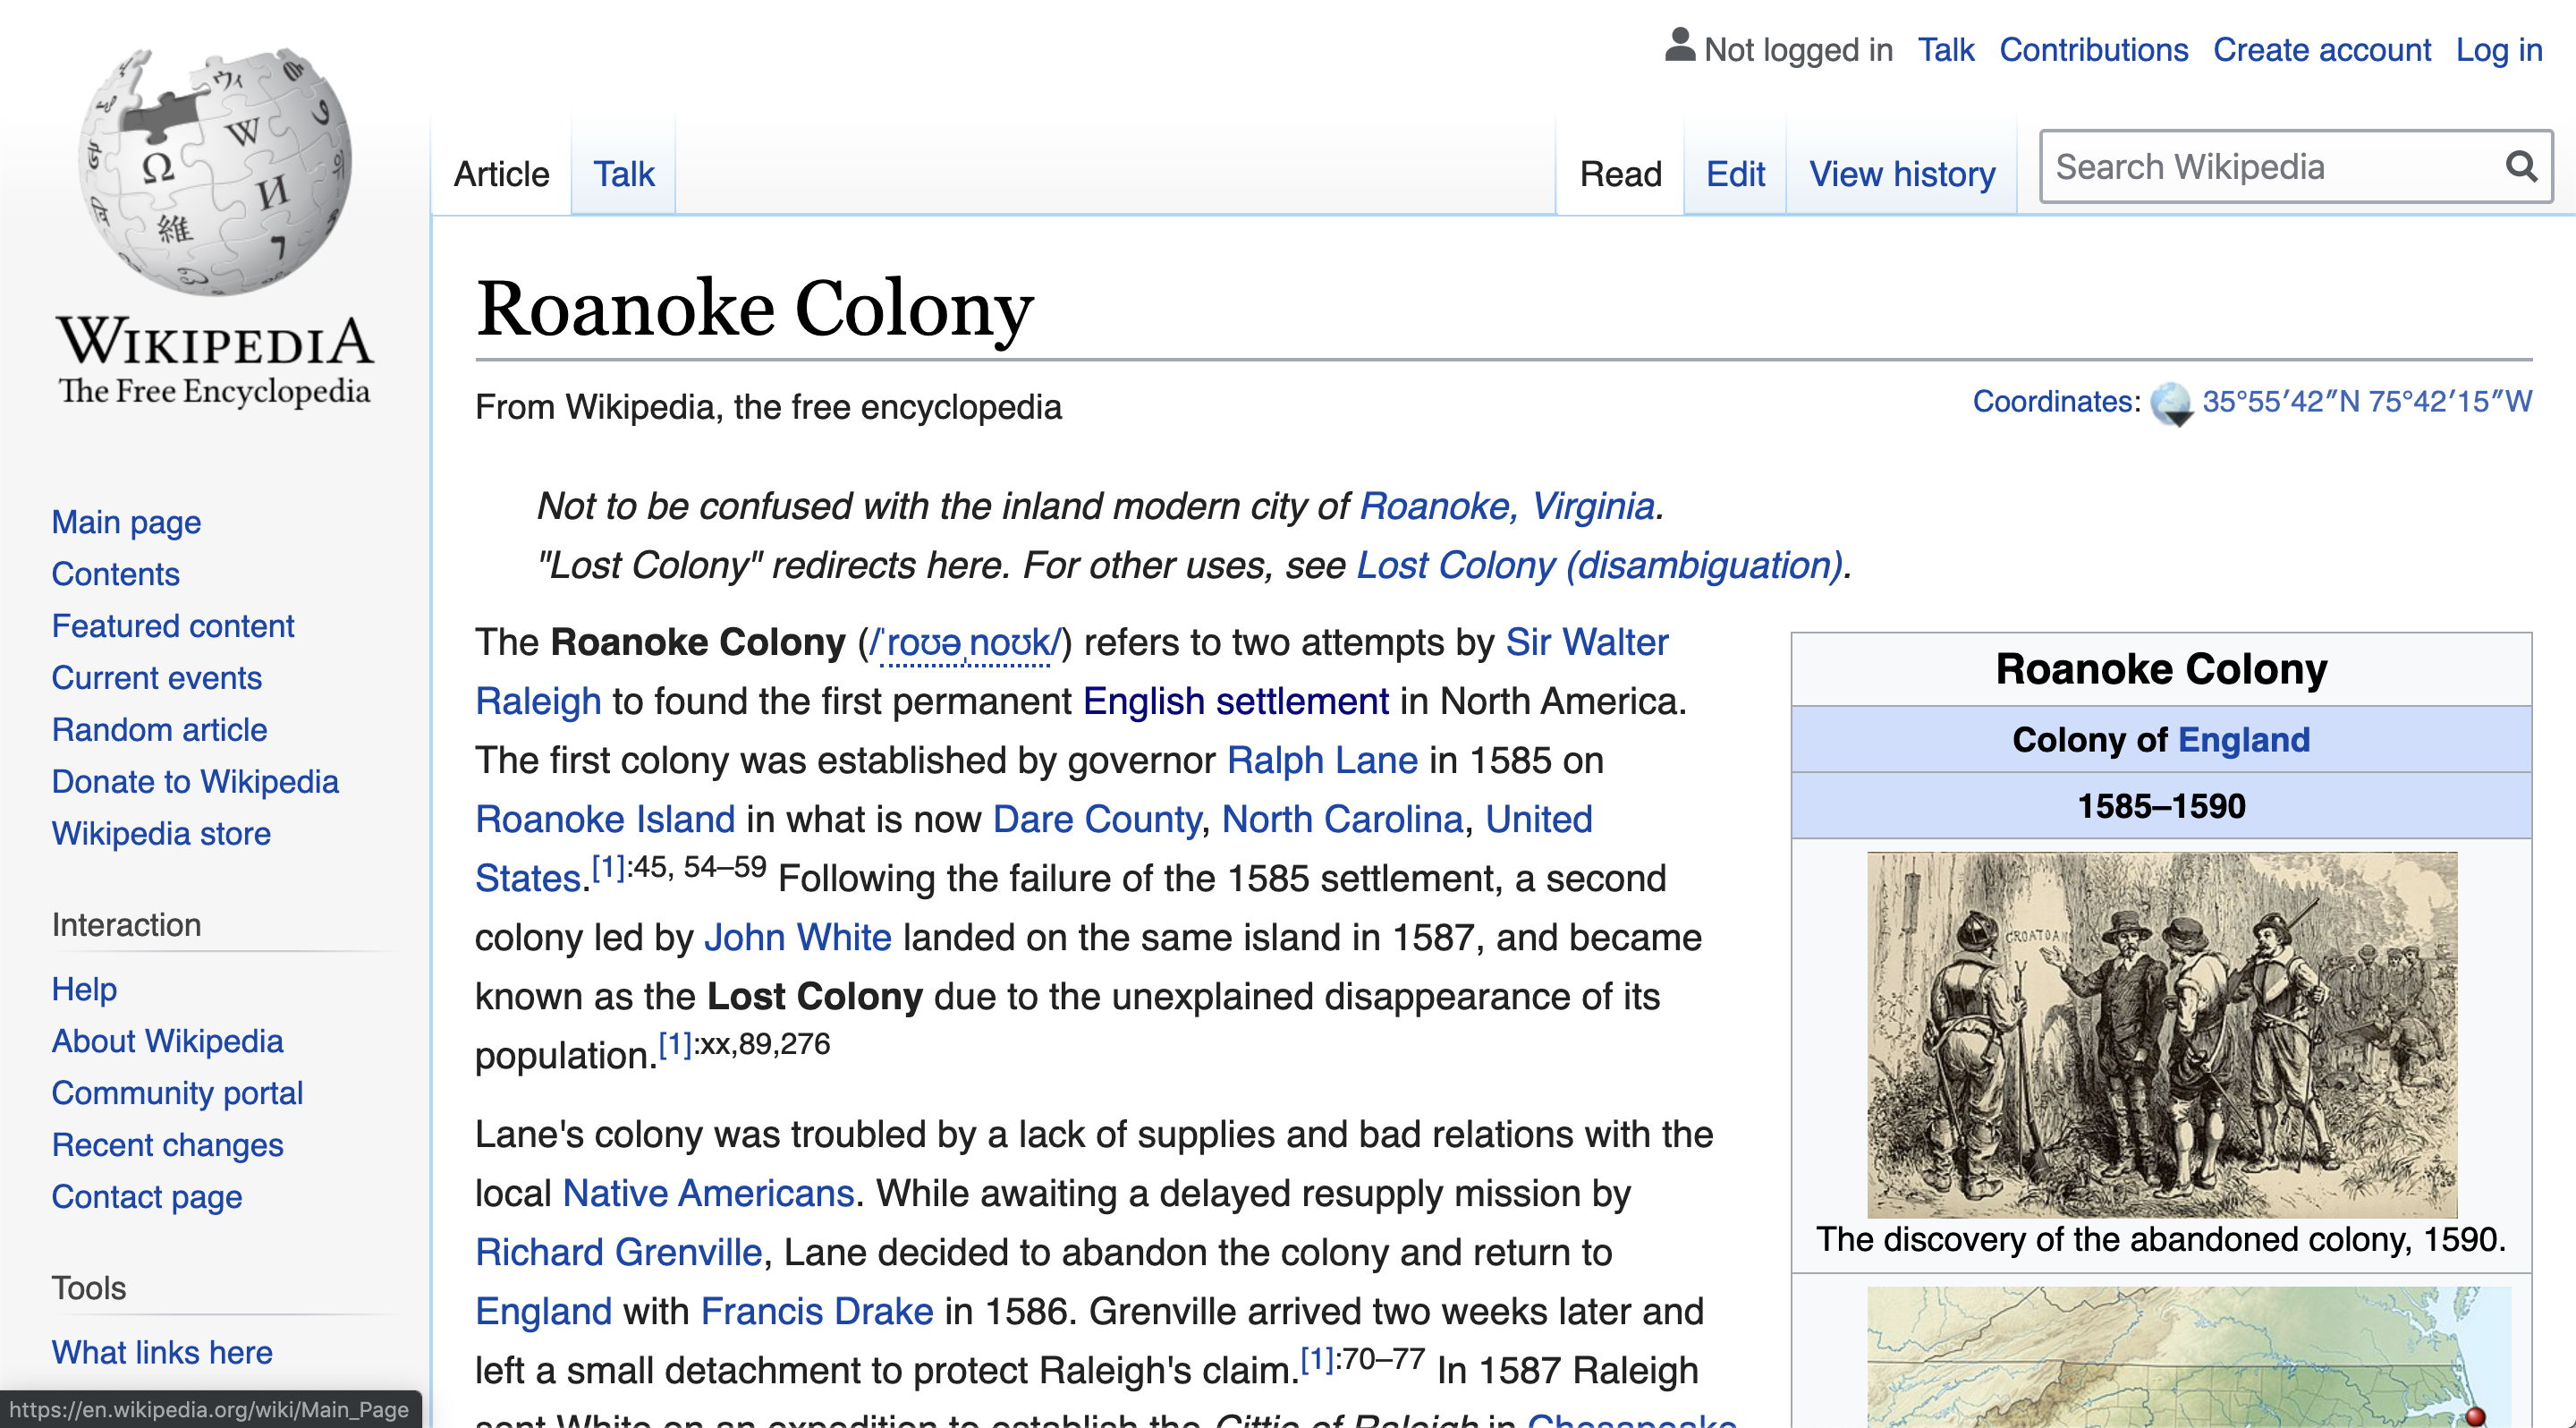 Not logged in Talk Contributions Create account Log in
Article Talk Read Edit View history Search Wikipedia
WIKIPEDIA
The Free Encyclopedia
Main page
Contents
Featured content
Current events
Random article
Donate to Wikipedia
Wikipedia store
Interaction
Help
About Wikipedia
Community portal
Recent changes
Contact page
Tools
What links here
https://en.wikipedia.org/wiki/Main_Page
Roanoke Colony
From Wikipedia, the free encyclopedia
Coordinates: 35°55′42″N 75°42′15″W
Not to be confused with the inland modern city of Roanoke, Virginia.
"Lost Colony" redirects here. For other uses, see Lost Colony (disambiguation).
The Roanoke Colony (/ˈroʊəˌnoʊk/) refers to two attempts by Sir Walter
Raleigh to found the first permanent English settlement in North America.
The first colony was established by governor Ralph Lane in 1585 on
Roanoke Island in what is now Dare County, North Carolina, United
States.[1]:45, 54–59 Following the failure of the 1585 settlement, a second
colony led by John White landed on the same island in 1587, and became
known as the Lost Colony due to the unexplained disappearance of its
population.[1]:xx,89,276
Lane's colony was troubled by a lack of supplies and bad relations with the
local Native Americans. While awaiting a delayed resupply mission by
Richard Grenville, Lane decided to abandon the colony and return to
England with Francis Drake in 1586. Grenville arrived two weeks later and
left a small detachment to protect Raleigh's claim.[1]:70–77 In 1587 Raleigh
sent White on an expedition to establish the Cittie of Raleigh in Chesapeake
Roanoke Colony
Colony of England
1585–1590
CROATOAN
The discovery of the abandoned colony, 1590.